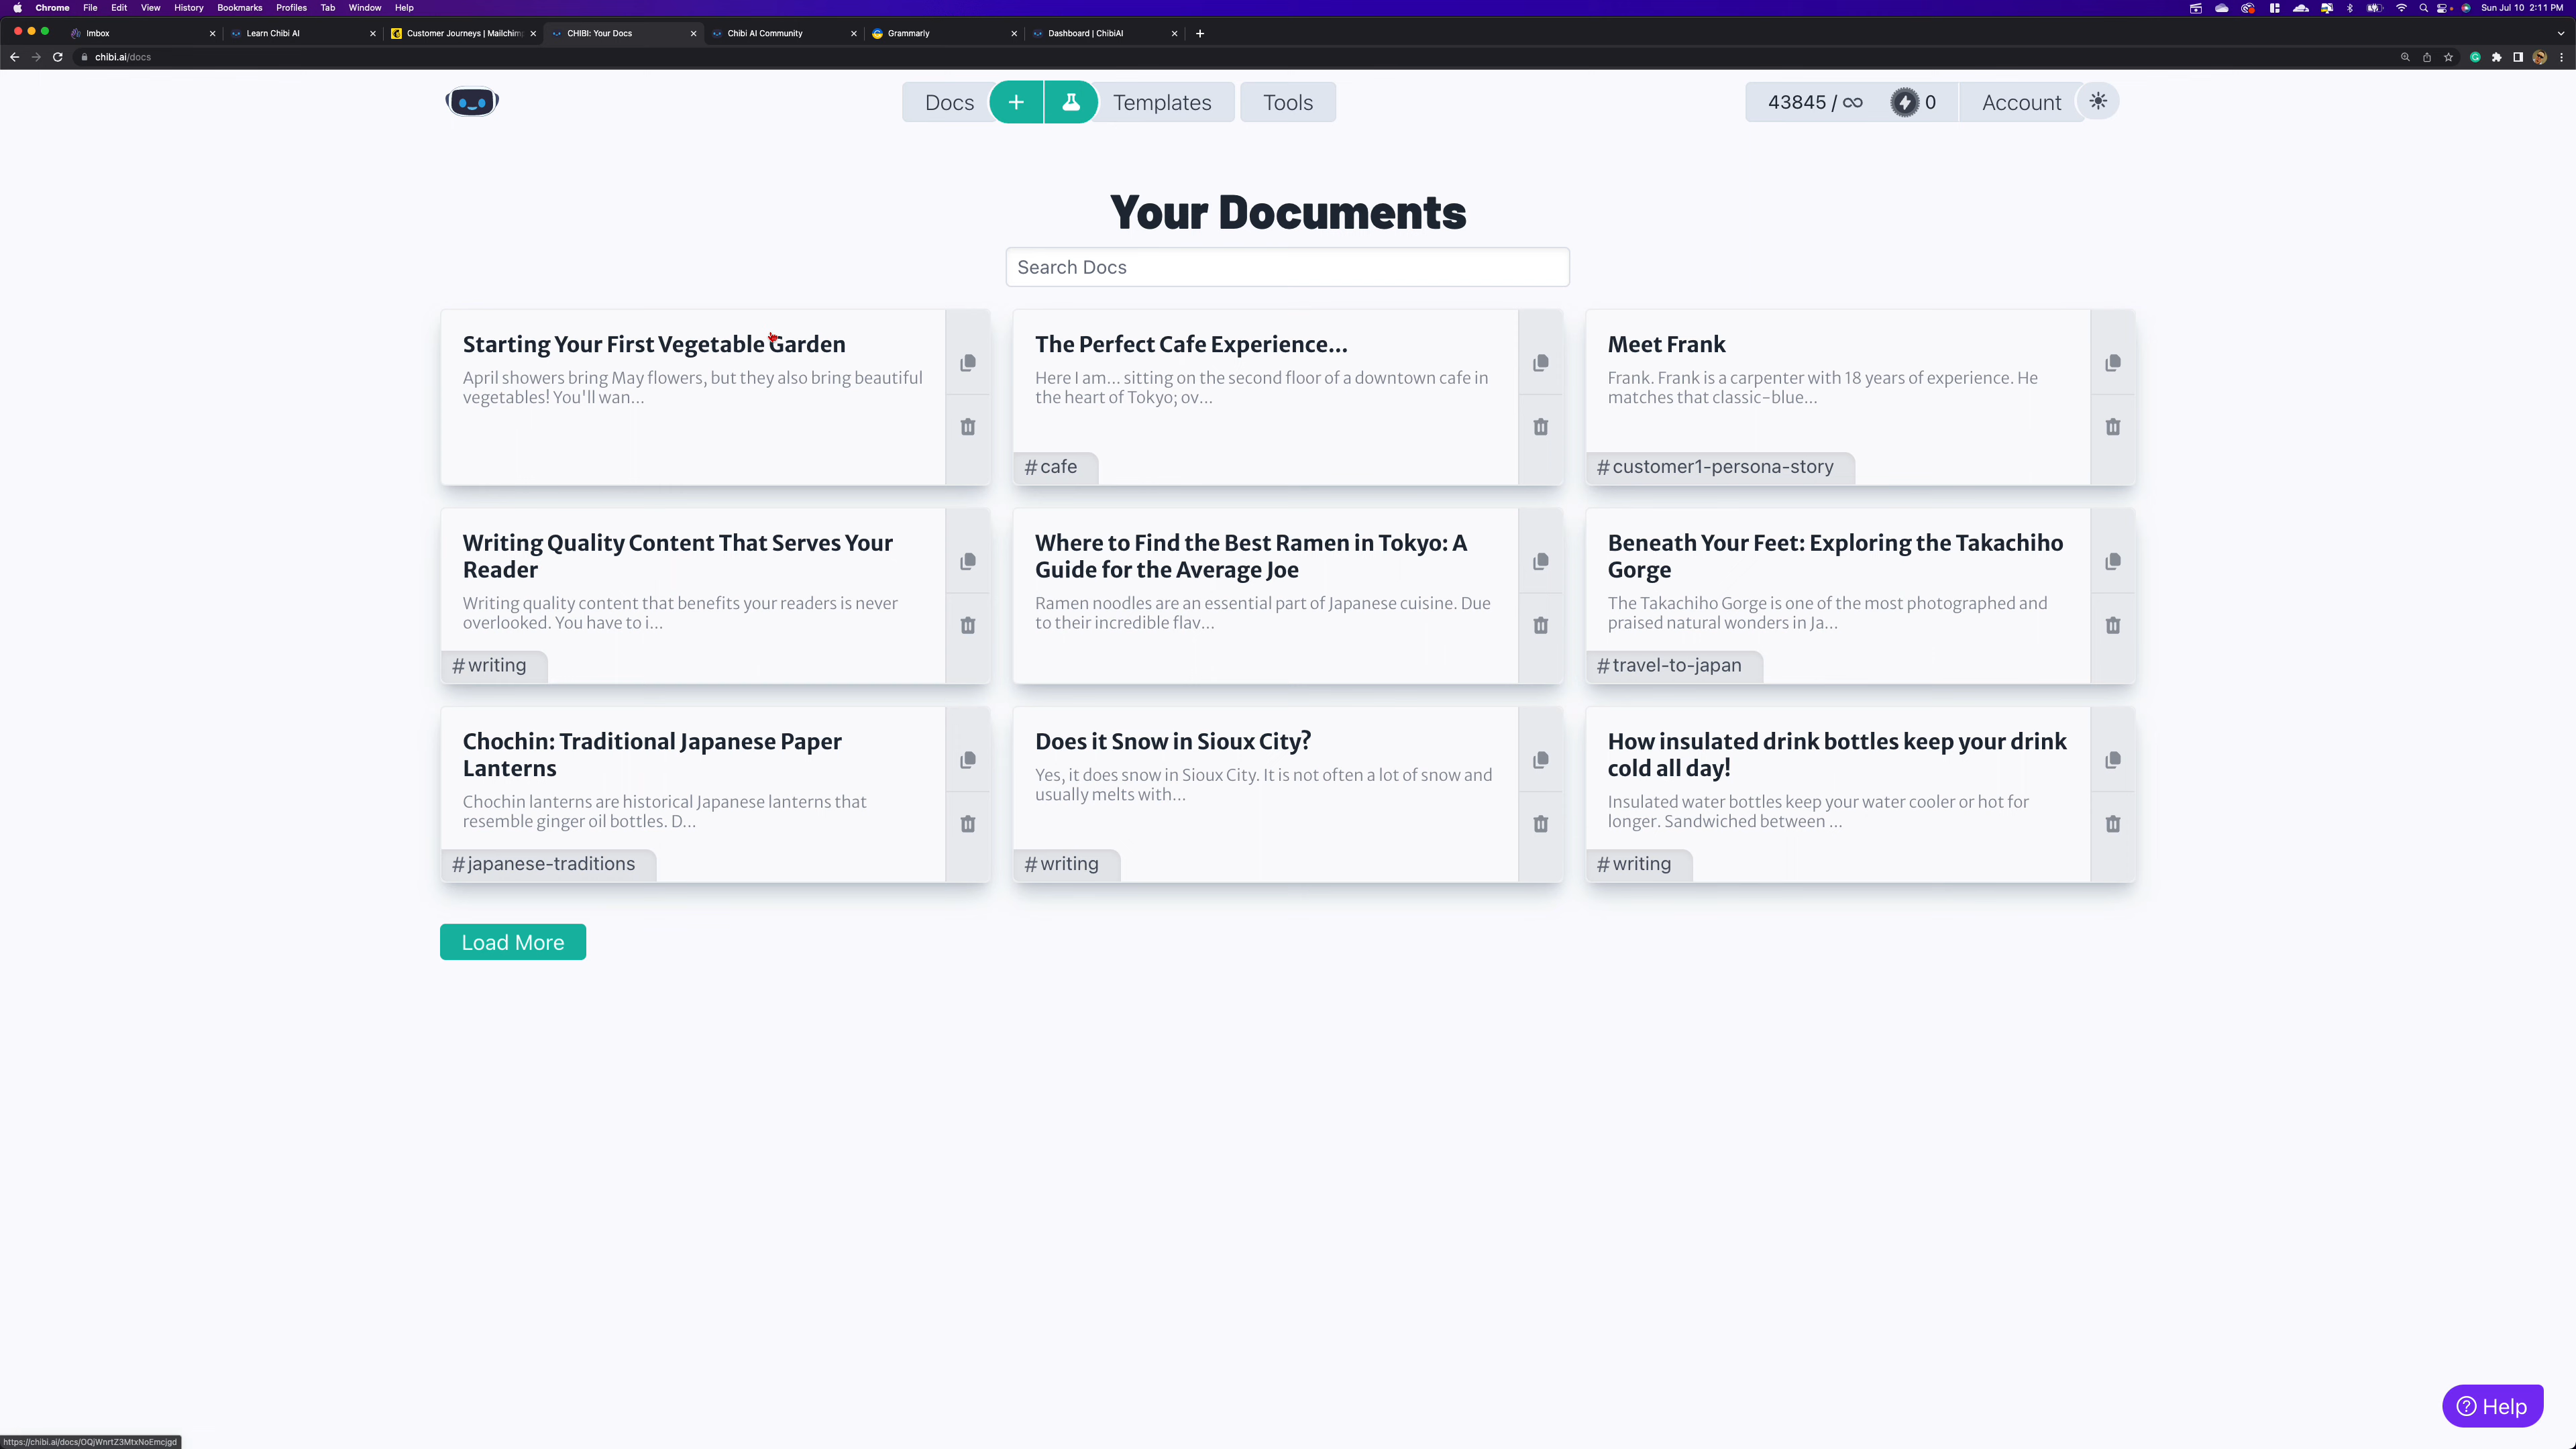 Chrome File Edit View History Bookmarks Profiles Tab Window Help
Sun Jul 10 2:11 PM
Imbox
Learn Chibi AI
Customer Journeys | Mailchim
CHIBI: Your Docs
Chibi AI Community
Grammarly
Dashboard | ChibiAI
chibi.ai/docs
Docs
+
Templates
Tools
43845 / ∞
0
Account
Your Documents
Search Docs
Starting Your First Vegetable Garden
April showers bring May flowers, but they also bring beautiful
vegetables! You'll wan...
The Perfect Cafe Experience...
Here I am... sitting on the second floor of a downtown cafe in
the heart of Tokyo; ov...
#cafe
Meet Frank
Frank. Frank is a carpenter with 18 years of experience. He
matches that classic-blue...
#customer1-persona-story
Writing Quality Content That Serves Your
Reader
Writing quality content that benefits your readers is never
overlooked. You have to i...
#writing
Where to Find the Best Ramen in Tokyo: A
Guide for the Average Joe
Ramen noodles are an essential part of Japanese cuisine. Due
to their incredible flav...
Beneath Your Feet: Exploring the Takachiho
Gorge
The Takachiho Gorge is one of the most photographed and
praised natural wonders in Ja...
#travel-to-japan
Chochin: Traditional Japanese Paper
Lanterns
Chochin lanterns are historical Japanese lanterns that
resemble ginger oil bottles. D...
#japanese-traditions
Does it Snow in Sioux City?
Yes, it does snow in Sioux City. It is not often a lot of snow and
usually melts with...
#writing
How insulated drink bottles keep your drink
cold all day!
Insulated water bottles keep your water cooler or hot for
longer. Sandwiched between ...
#writing
Load More
Help
https://chibi.ai/docs/OQjWnrtZ3MtxNoEmcjgd